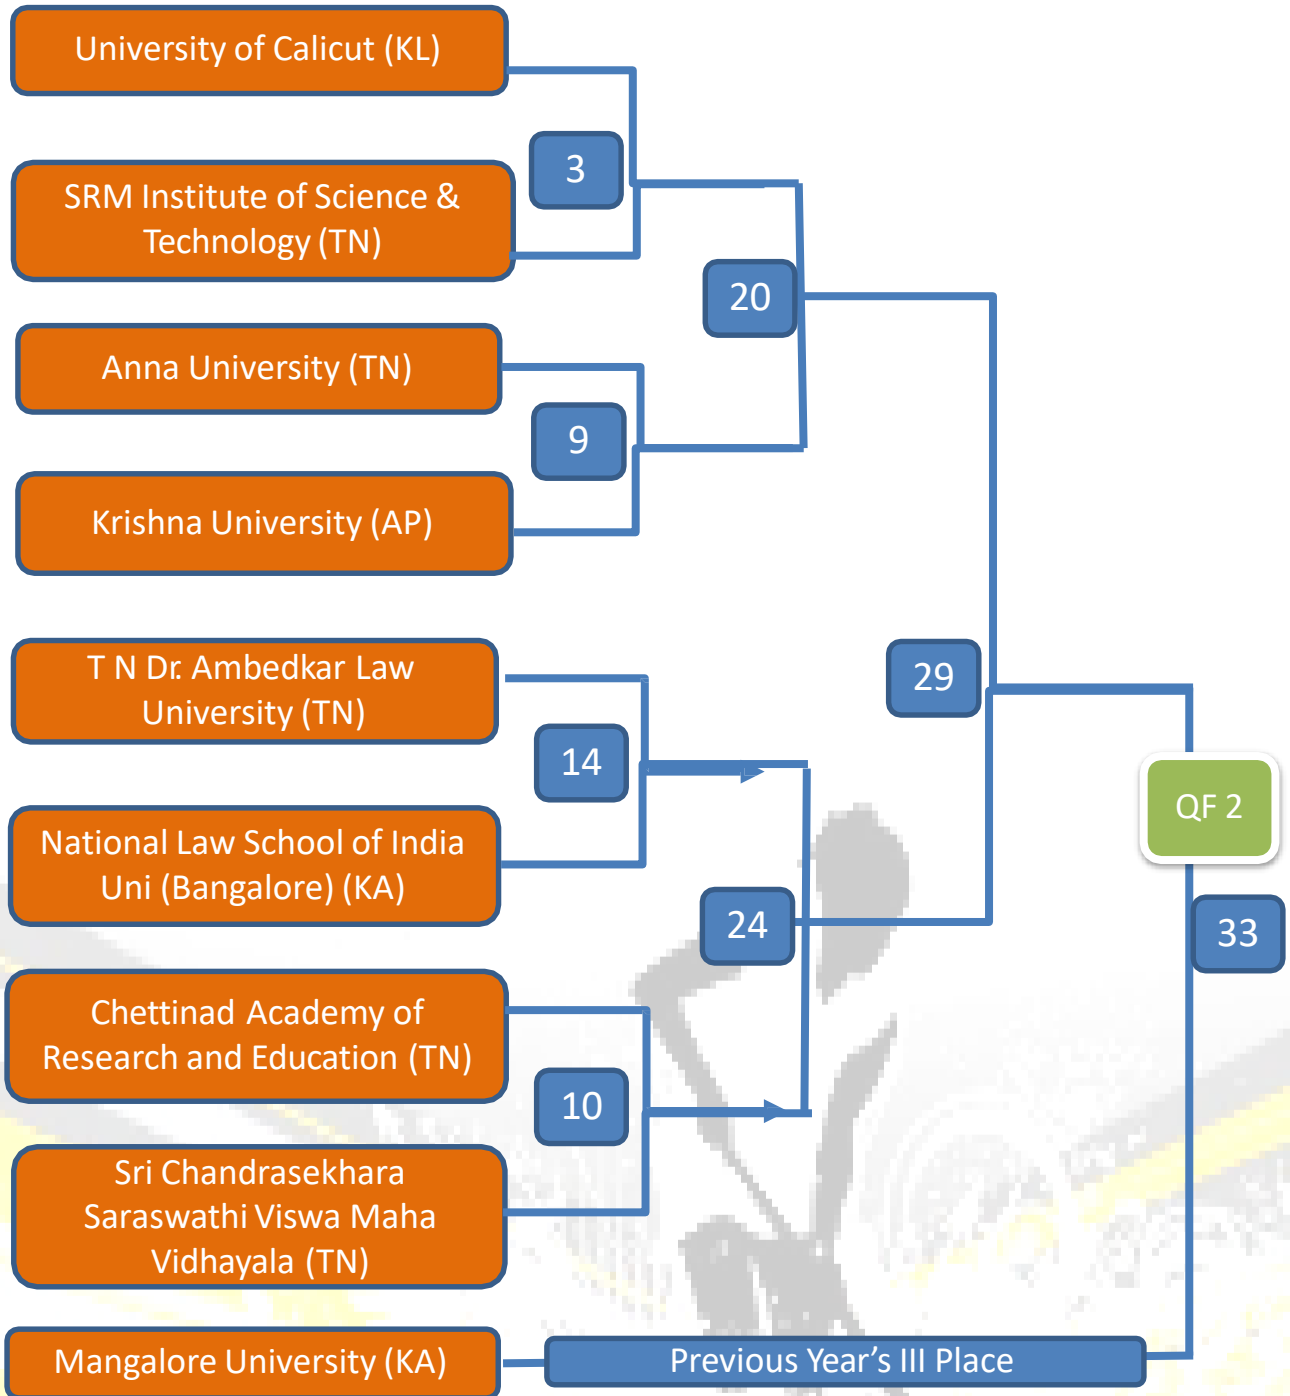 University of Calicut (KL)
3
SRM Institute of Science &
Technology (TN)
20
Anna University (TN)
9
Krishna University (AP)
T N Dr. Ambedkar Law
University (TN)
29
14
QF 2
National Law School of India
Uni (Bangalore) (KA)
24
33
Chettinad Academy of
Research and Education (TN)
10
Sri Chandrasekhara
Saraswathi Viswa Maha
Vidhayala (TN)
Mangalore University (KA)
Previous Year's III Place